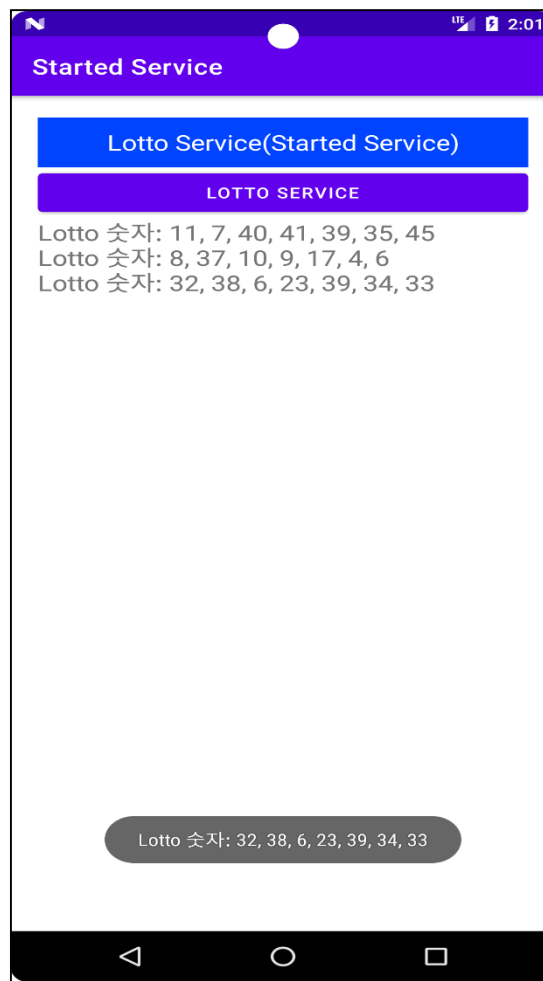 LTE 2:01
Started Service
Lotto Service(Started Service)
LOTTO SERVICE
Lotto 숫자: 11, 7, 40, 41, 39, 35, 45
Lotto 숫자: 8, 37, 10, 9, 17, 4, 6
Lotto 숫자: 32, 38, 6, 23, 39, 34, 33
Lotto 숫자: 32, 38, 6, 23, 39, 34, 33